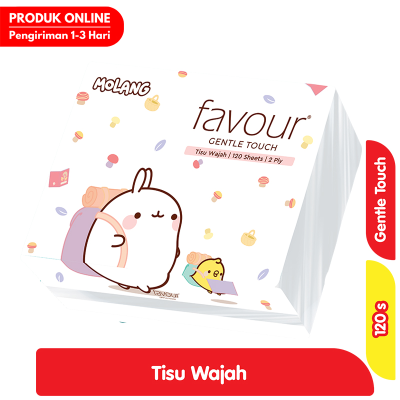 PRODUK ONLINE
Pengiriman 1-3 Hari
MOLANG
favour®
GENTLE TOUCH
Tisu Wajah | 120 Sheets | 2 Ply
Gentle Touch
120s
Tisu Wajah